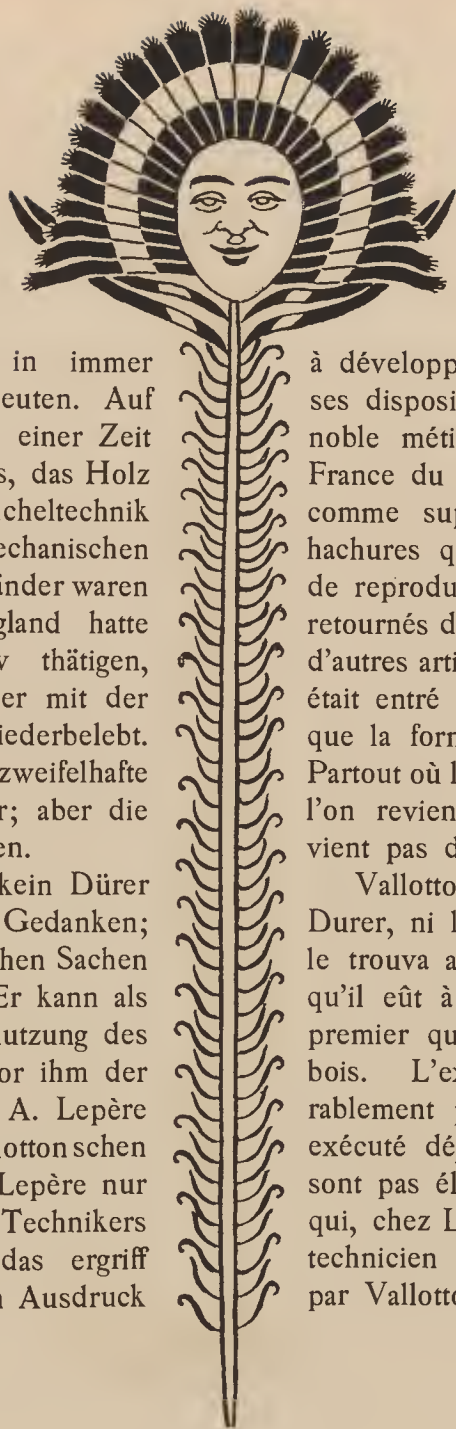 in immer
euten. Auf
einer Zeit
s, das Holz
cheltechnik
echanischen
änder waren
gland hatte
v thätigen,
er mit der
iederbelebt.
zweifelhafte
r; aber die
en.
kein Dürer
Gedanken;
hen Sachen
Er kann als
utzung des
or ihm der
A. Lepère
lotton schen
Lepère nur
Technikers
das ergriff
n Ausdruck
à développ
ses disposi
noble méti
France du
comme sup
hachures q
de reprodu
retournés d
d'autres arti
était entré
que la forn
Partout où l
l'on revien
vient pas d
Vallotto
Durer, ni l
le trouva a
qu'il eût à
premier qu
bois. L'ex
rablement p
exécuté dé
sont pas él
qui, chez L
technicien
par Vallott